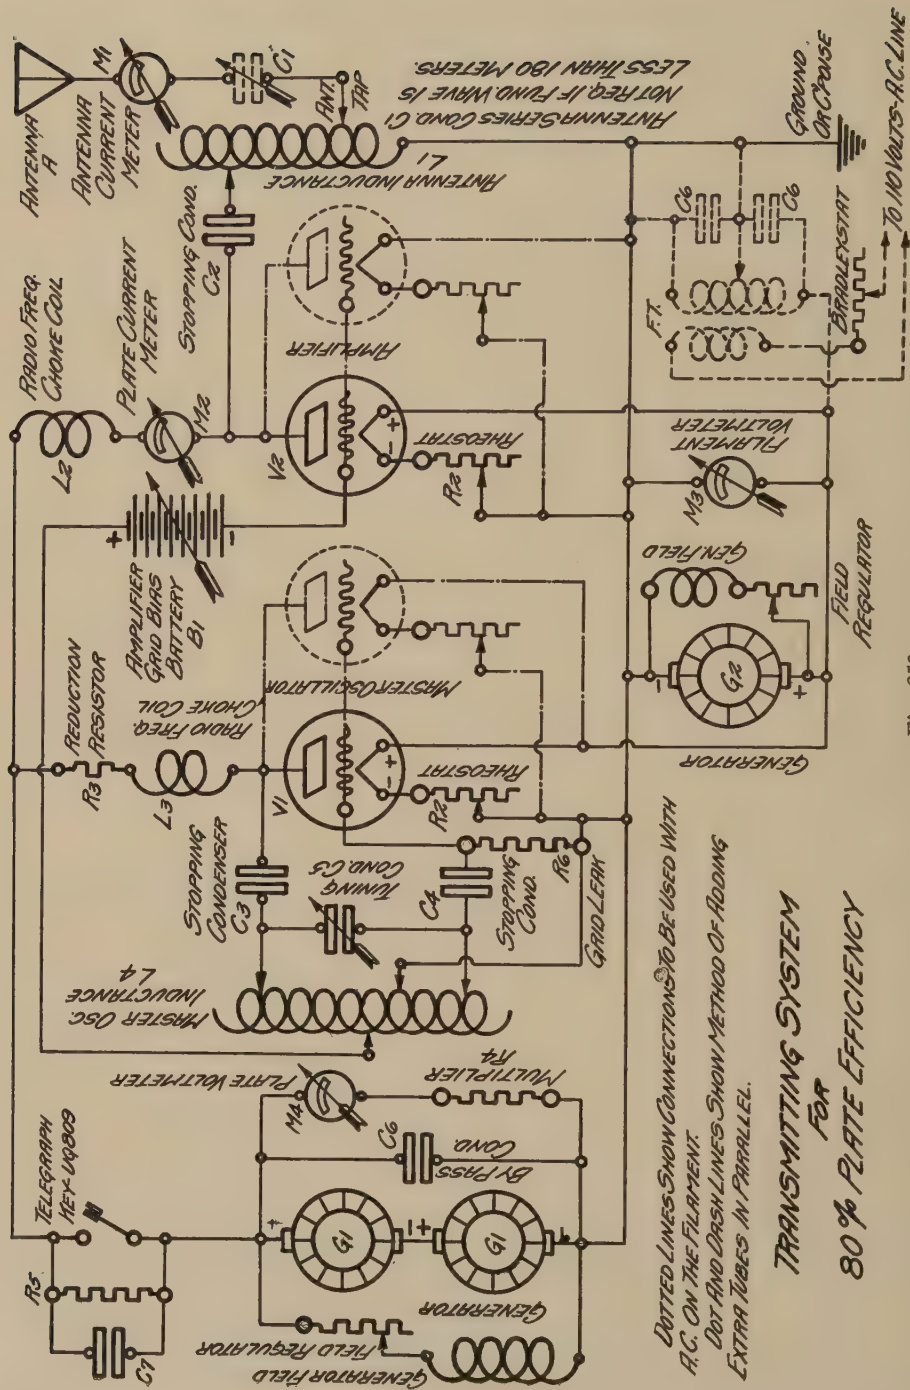 ANTENNA
A
ANTENNA
CURRENT
METER
M1
C1
ANT.
TAP
ANTENNA SERIES COND. C1
NOT REQ. IF FUND. WAVE IS
LESS THAN 180 METERS.
L1
ANTENNA INDUCTANCE
STOPPING COND.
C2
RADIO FREQ.
CHOKE COIL
L2
PLATE CURRENT
METER
M2
AMPLIFIER
V2
+
-
RHEOSTAT
R2
+
-
AMPLIFIER
GRID BIAS
BATTERY
B1
REDUCTION
RESISTOR
R3
RADIO FREQ.
CHOKE COIL
L3
MASTER OSCILLATOR
V1
+
-
RHEOSTAT
R2
STOPPING
CONDENSER
C3
TUNING
COND. C5
C4
STOPPING
COND.
R6
GRID LEAK
MASTER OSC.
INDUCTANCE
L4
TELEGRAPH
KEY-UQ809
R5
C7
PLATE VOLTMETER
M4
MULTIPLIER
R4
C6
BY PASS
COND.
+
G1
-
+
G1
GENERATOR
FIELD REGULATOR
GENERATOR FIELD
GENERATOR
-
G2
+
GEN FIELD
FIELD
REGULATOR
M3
FILAMENT
VOLTMETER
F.T.
C6
C6
BRADLEYSTAT
GROUND
OR C'POISE
TO 110 VOLTS-A.C. LINE
DOTTED LINES SHOW CONNECTIONS TO BE USED WITH
A.C. ON THE FILAMENT.
DOT AND DASH LINES SHOW METHOD OF ADDING
EXTRA TUBES IN PARALLEL.
TRANSMITTING SYSTEM
FOR
80% PLATE EFFICIENCY